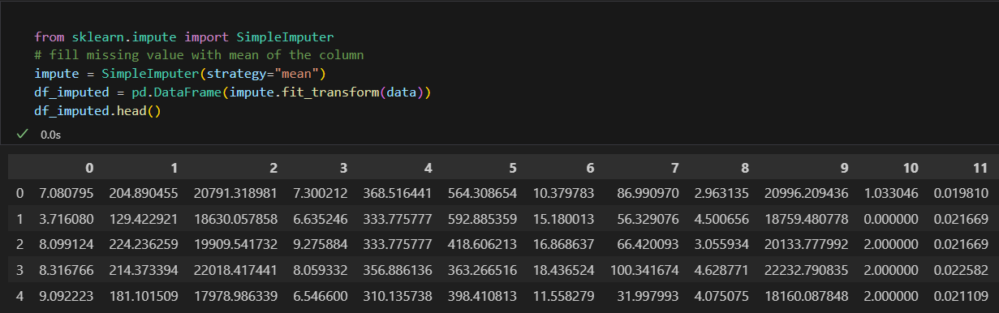 from sklearn.impute import SimpleImputer
# fill missing value with mean of the column
impute = SimpleImputer(strategy="mean")
df_imputed = pd.DataFrame(impute.fit_transform(data))
df_imputed.head()
0.0s
0 1 2 3 4 5 6 7 8 9 10 11
0 7.080795 204.890455 20791.318981 7.300212 368.516441 564.308654 10.379783 86.990970 2.963135 20996.209436 1.033046 0.019810
1 3.716080 129.422921 18630.057858 6.635246 333.775777 592.885359 15.180013 56.329076 4.500656 18759.480778 0.000000 0.021669
2 8.099124 224.236259 19909.541732 9.275884 333.775777 418.606213 16.868637 66.420093 3.055934 20133.777992 2.000000 0.021669
3 8.316766 214.373394 22018.417441 8.059332 356.886136 363.266516 18.436524 100.341674 4.628771 22232.790835 2.000000 0.022582
4 9.092223 181.101509 17978.986339 6.546600 310.135738 398.410813 11.558279 31.997993 4.075075 18160.087848 2.000000 0.021109